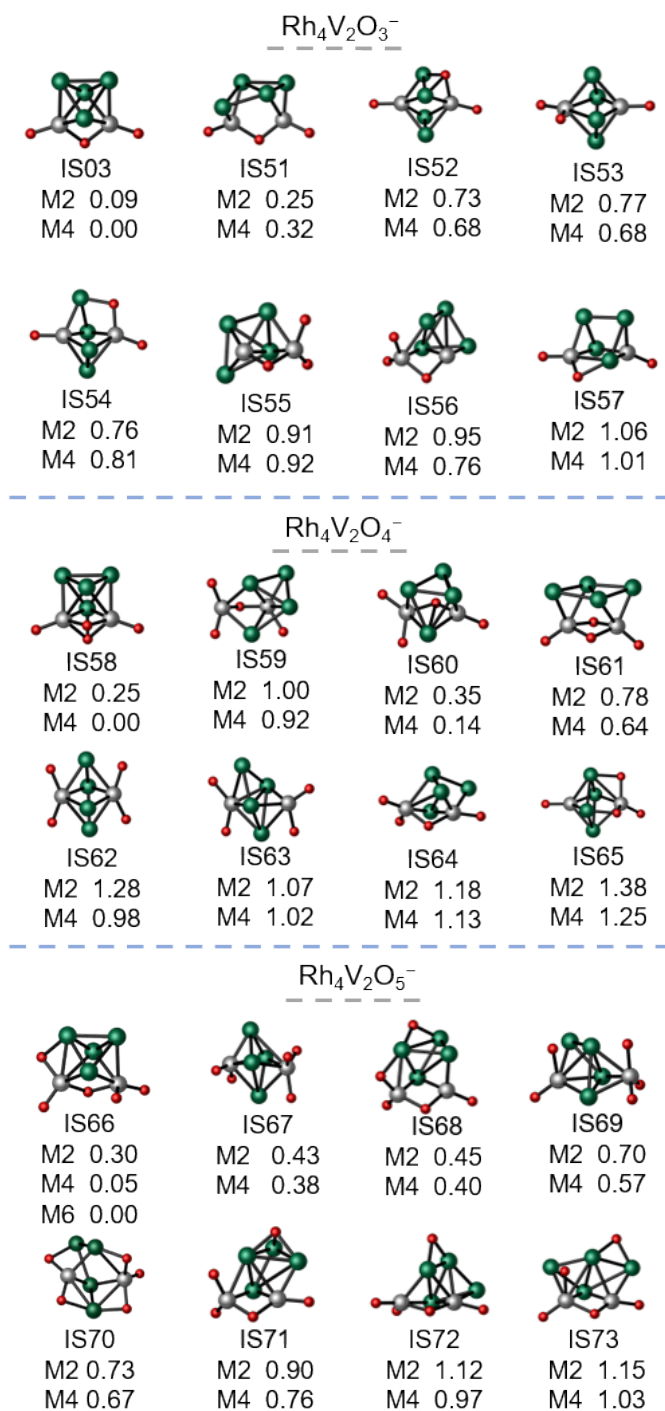 Rh₄V₂O₃⁻
IS03 IS51 IS52 IS53
M2 0.09 M2 0.25 M2 0.73 M2 0.77
M4 0.00 M4 0.32 M4 0.68 M4 0.68
IS54 IS55 IS56 IS57
M2 0.76 M2 0.91 M2 0.95 M2 1.06
M4 0.81 M4 0.92 M4 0.76 M4 1.01
Rh₄V₂O₄⁻
IS58 IS59 IS60 IS61
M2 0.25 M2 1.00 M2 0.35 M2 0.78
M4 0.00 M4 0.92 M4 0.14 M4 0.64
IS62 IS63 IS64 IS65
M2 1.28 M2 1.07 M2 1.18 M2 1.38
M4 0.98 M4 1.02 M4 1.13 M4 1.25
Rh₄V₂O₅⁻
IS66 IS67 IS68 IS69
M2 0.30 M2 0.43 M2 0.45 M2 0.70
M4 0.05 M4 0.38 M4 0.40 M4 0.57
M6 0.00
IS70 IS71 IS72 IS73
M2 0.73 M2 0.90 M2 1.12 M2 1.15
M4 0.67 M4 0.76 M4 0.97 M4 1.03